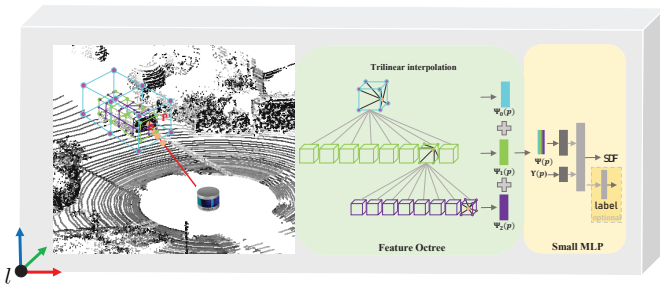 Trilinear interpolation
Ψ₀(p)
p
Ψ₁(p)
Ψ(p)
SDF
Υ(p)
label
optional
Ψ₂(p)
Feature Octree
Small MLP
l